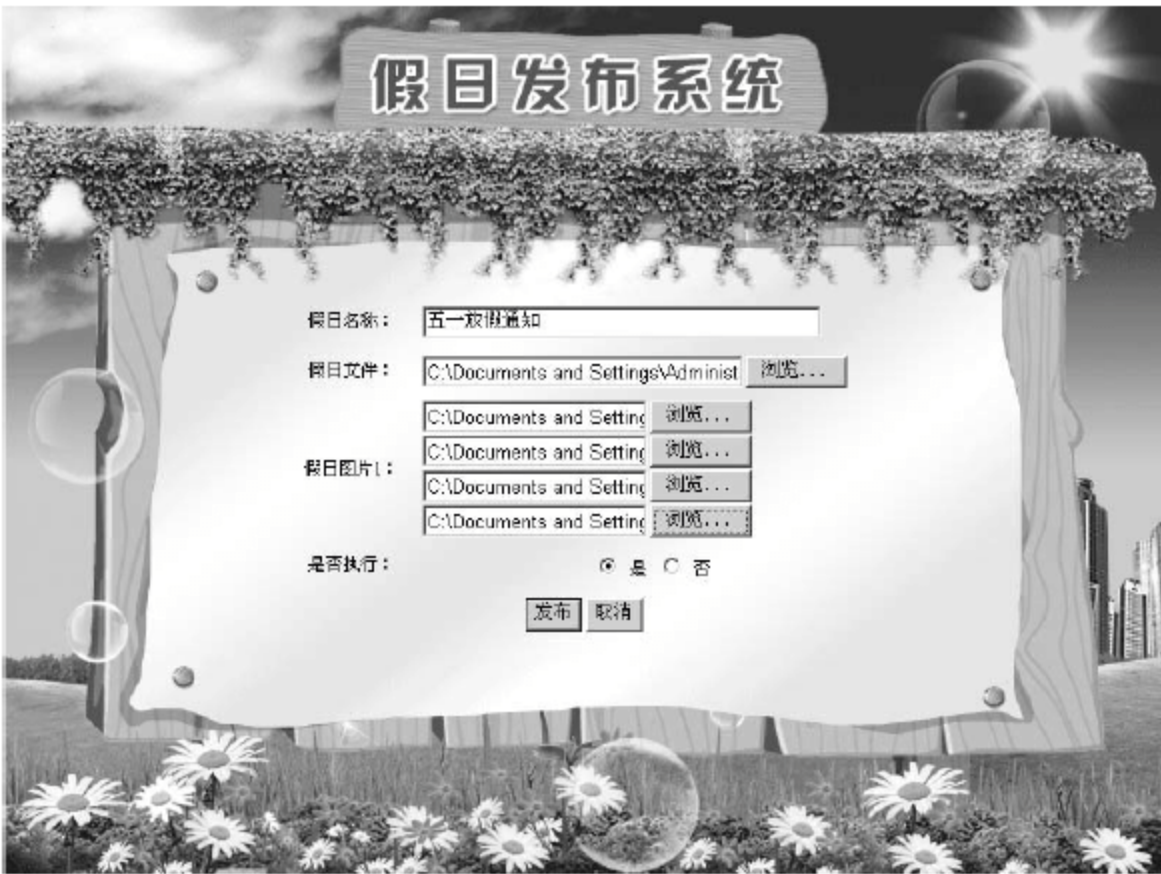 假日发布系统
假日名称： 五一放假通知
假日文件： C:\Documents and Settings\Administ 浏览...
C:\Documents and Setting 浏览...
C:\Documents and Setting 浏览...
假日图片1：
C:\Documents and Setting 浏览...
C:\Documents and Setting 浏览...
是否执行： 是 否
发布 取消